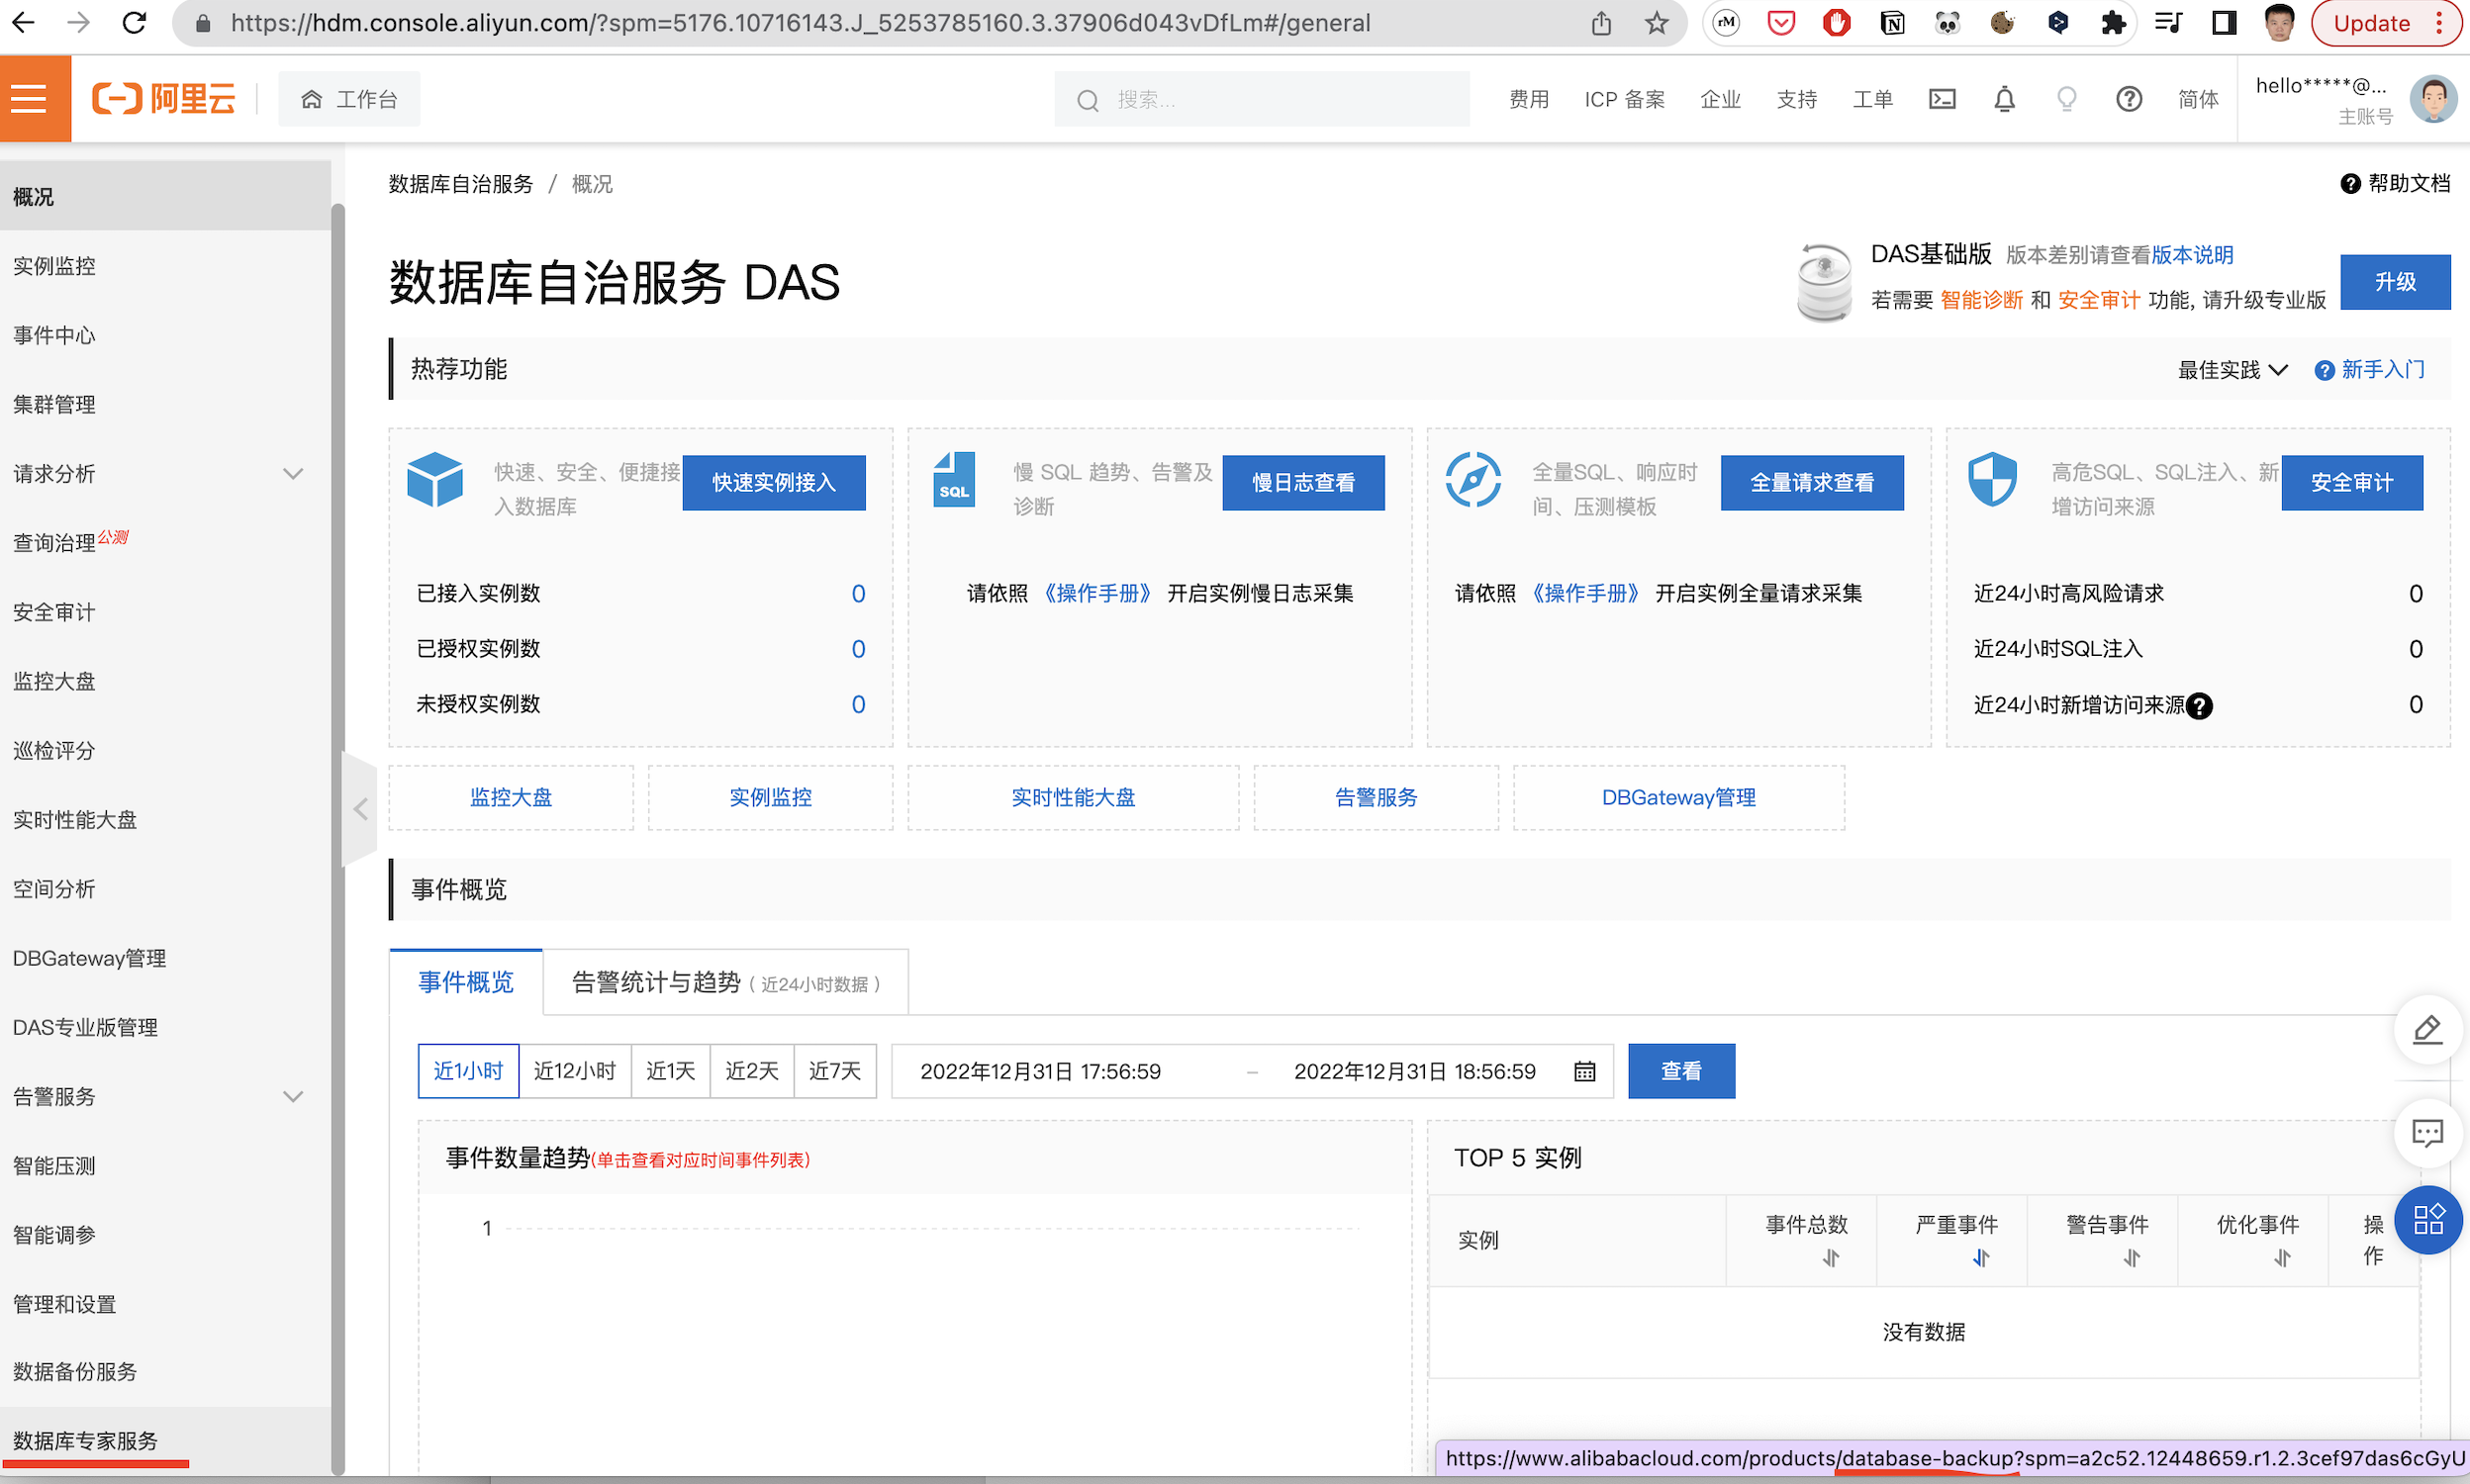 https://hdm.console.aliyun.com/?spm=5176.10716143.J_5253785160.3.37906d043vDfLm#/general
rM
Update
阿里云
工作台
搜索...
费用
ICP 备案
企业
支持
工单
简体
hello*****@...
主账号
概况
实例监控
事件中心
集群管理
请求分析
查询治理公测
安全审计
监控大盘
巡检评分
实时性能大盘
空间分析
DBGateway管理
DAS专业版管理
告警服务
智能压测
智能调参
管理和设置
数据备份服务
数据库专家服务
数据库自治服务 / 概况
帮助文档
数据库自治服务 DAS
DAS基础版 版本差别请查看版本说明
若需要 智能诊断 和 安全审计 功能, 请升级专业版
升级
热荐功能
最佳实践
新手入门
快速、安全、便捷接
入数据库
快速实例接入
已接入实例数 0
已授权实例数 0
未授权实例数 0
SQL
慢 SQL 趋势、告警及
诊断
慢日志查看
请依照 《操作手册》 开启实例慢日志采集
全量SQL、响应时
间、压测模板
全量请求查看
请依照 《操作手册》 开启实例全量请求采集
高危SQL、SQL注入、新
增访问来源
安全审计
近24小时高风险请求 0
近24小时SQL注入 0
近24小时新增访问来源 0
监控大盘
实例监控
实时性能大盘
告警服务
DBGateway管理
事件概览
事件概览
告警统计与趋势 ( 近24小时数据 )
近1小时
近12小时
近1天
近2天
近7天
2022年12月31日 17:56:59 – 2022年12月31日 18:56:59
查看
事件数量趋势(单击查看对应时间事件列表)
1
TOP 5 实例
实例
事件总数
严重事件
警告事件
优化事件
操
作
没有数据
https://www.alibabacloud.com/products/database-backup?spm=a2c52.12448659.r1.2.3cef97das6cGyU